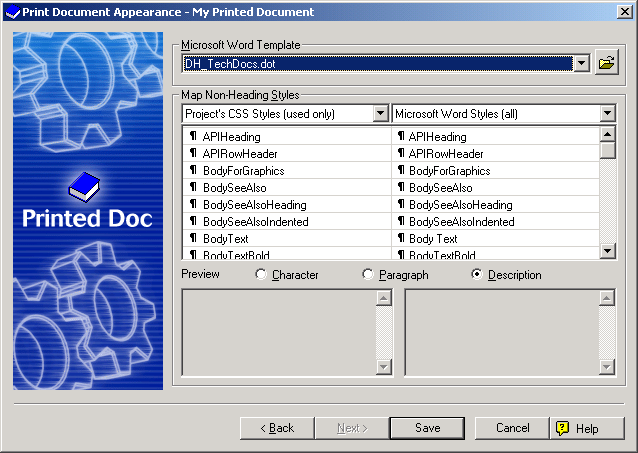 Print Document Appearance - My Printed Document
Printed Doc
Microsoft Word Template
DH_TechDocs.dot
Map Non-Heading Styles
Project's CSS Styles (used only) Microsoft Word Styles (all)
¶ APIHeading ¶ APIHeading
¶ APIRowHeader ¶ APIRowHeader
¶ BodyForGraphics ¶ BodyForGraphics
¶ BodySeeAlso ¶ BodySeeAlso
¶ BodySeeAlsoHeading ¶ BodySeeAlsoHeading
¶ BodySeeAlsoIndented ¶ BodySeeAlsoIndented
¶ BodyText ¶ Body Text
¶ BodyTextBold ¶ BodyTextBold
Preview Character Paragraph Description
< Back Next > Save Cancel ? Help